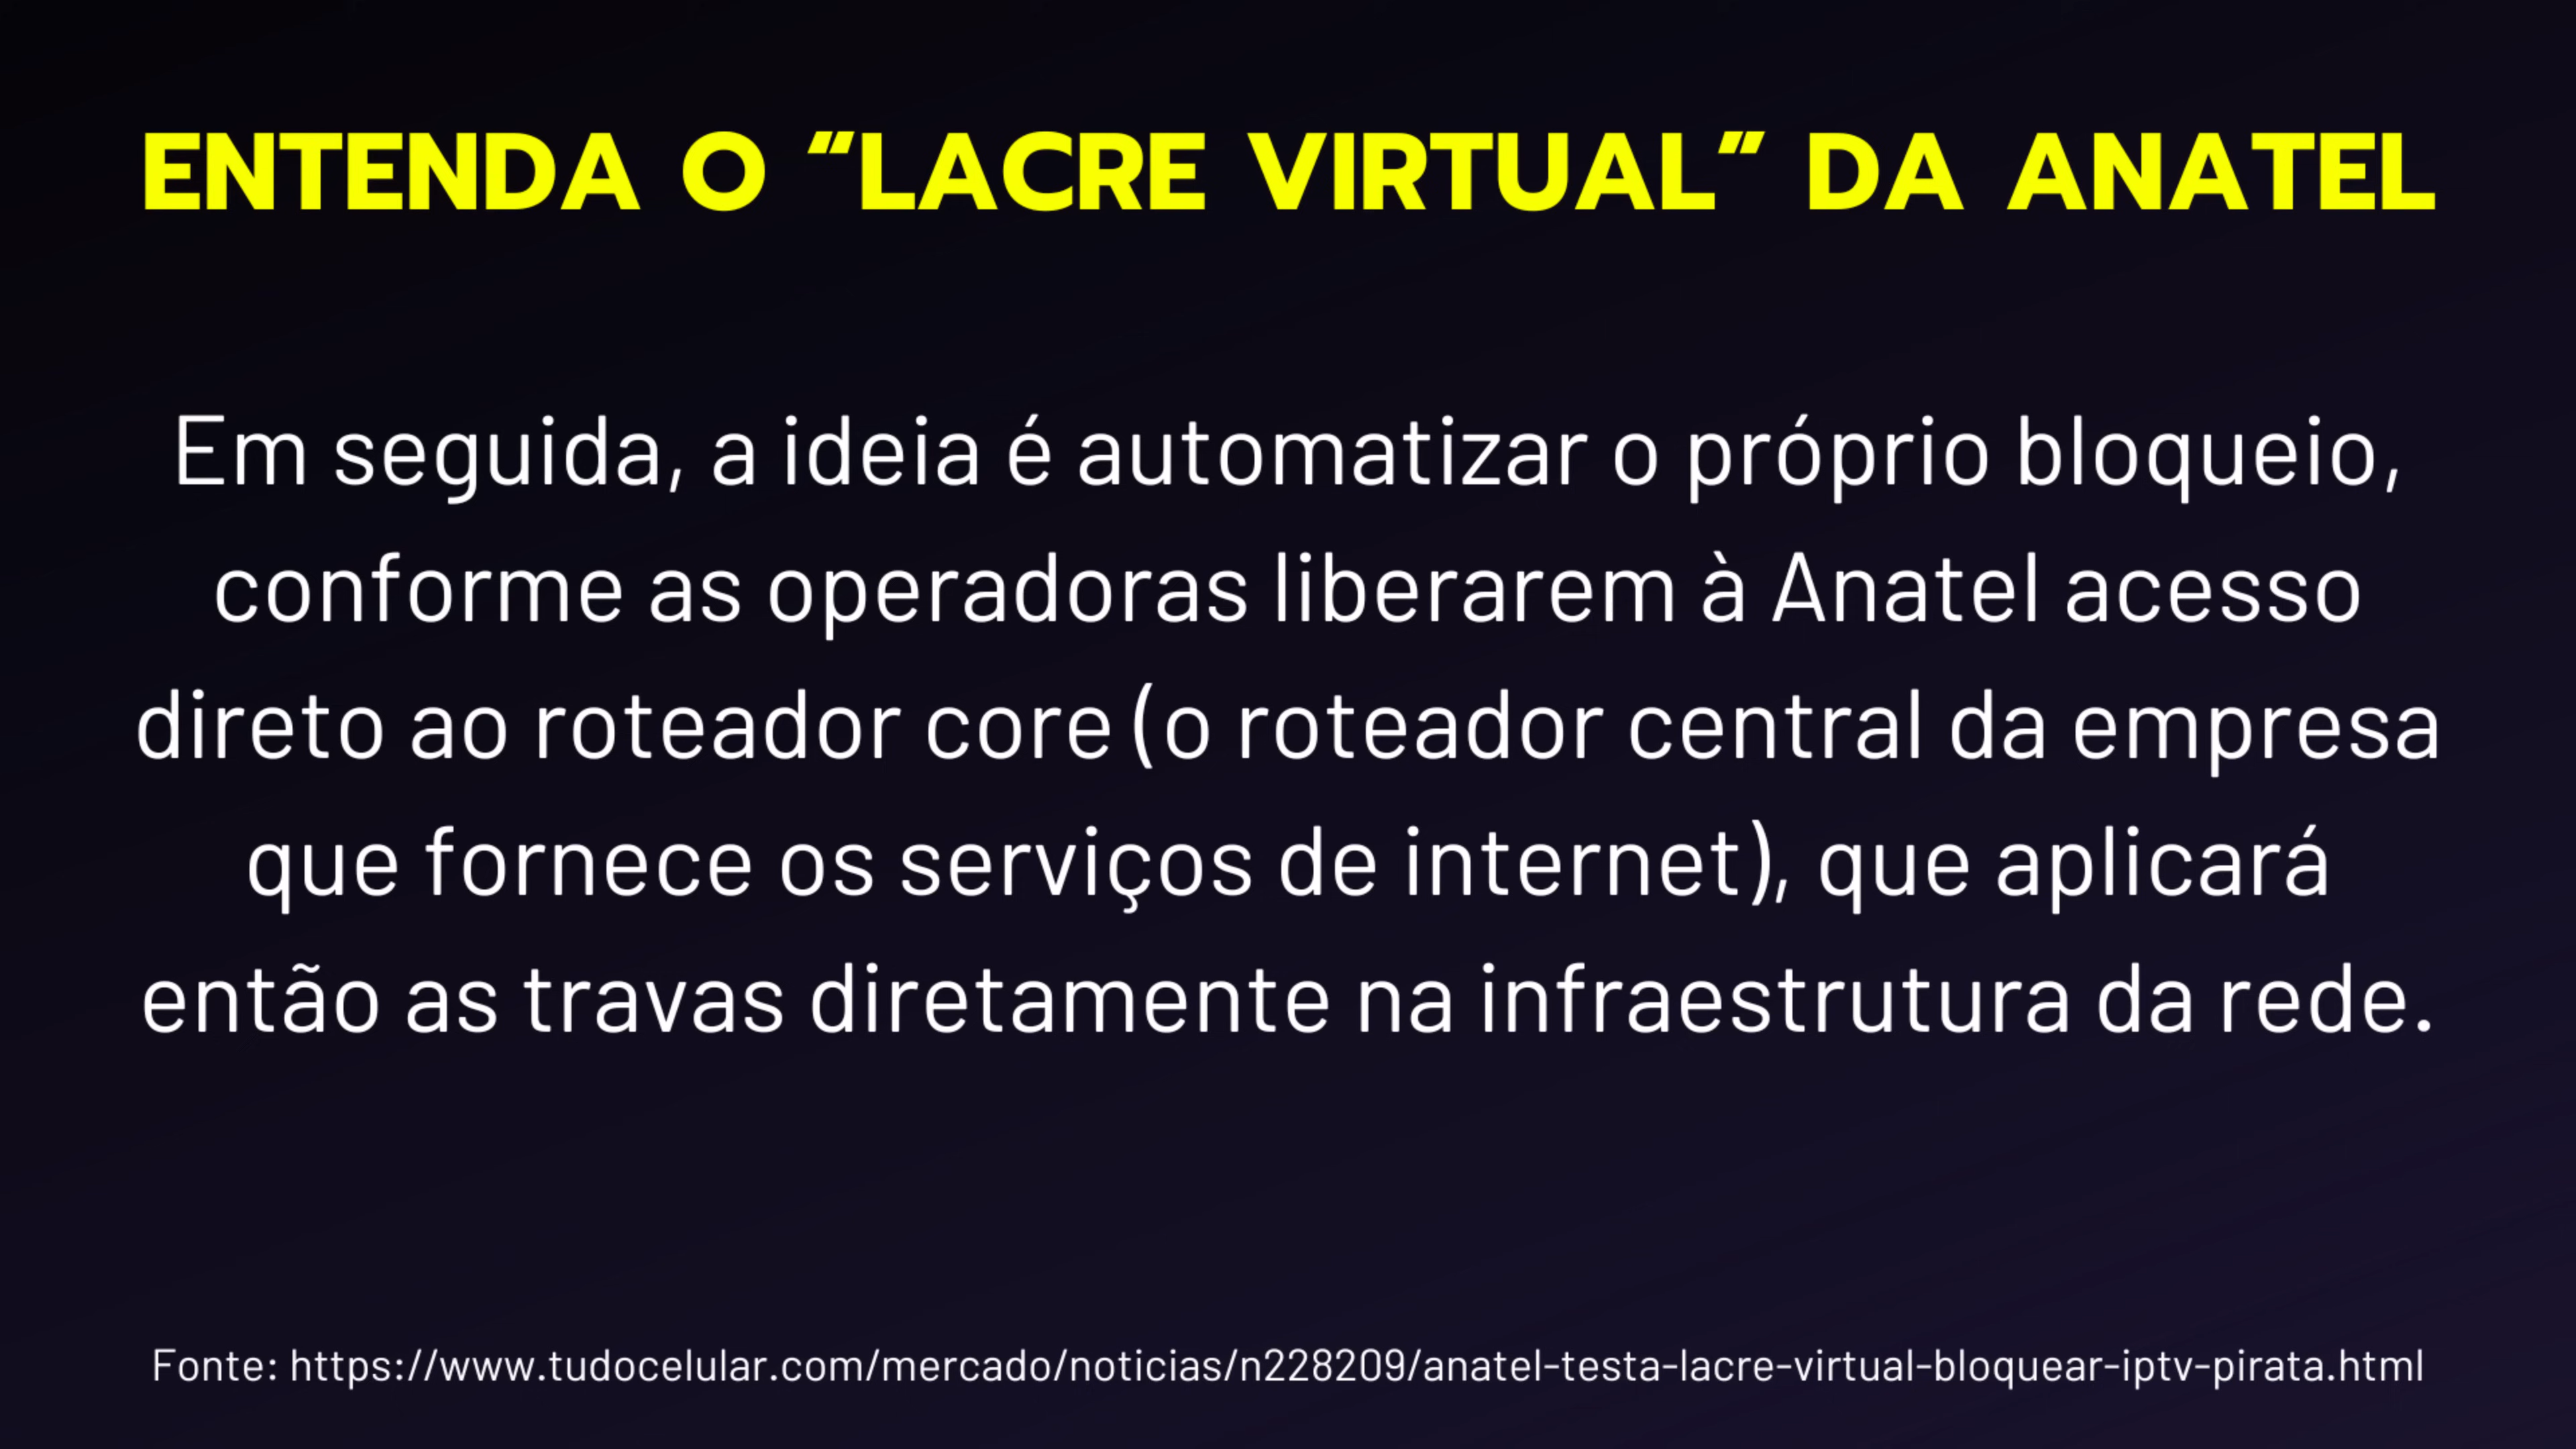 ENTENDA O “LACRE VIRTUAL” DA ANATEL
Em seguida, a ideia é automatizar o próprio bloqueio,
conforme as operadoras liberarem à Anatel acesso
direto ao roteador core (o roteador central da empresa
que fornece os serviços de internet), que aplicará
então as travas diretamente na infraestrutura da rede.
Fonte: https://www.tudocelular.com/mercado/noticias/n228209/anatel-testa-lacre-virtual-bloquear-iptv-pirata.html